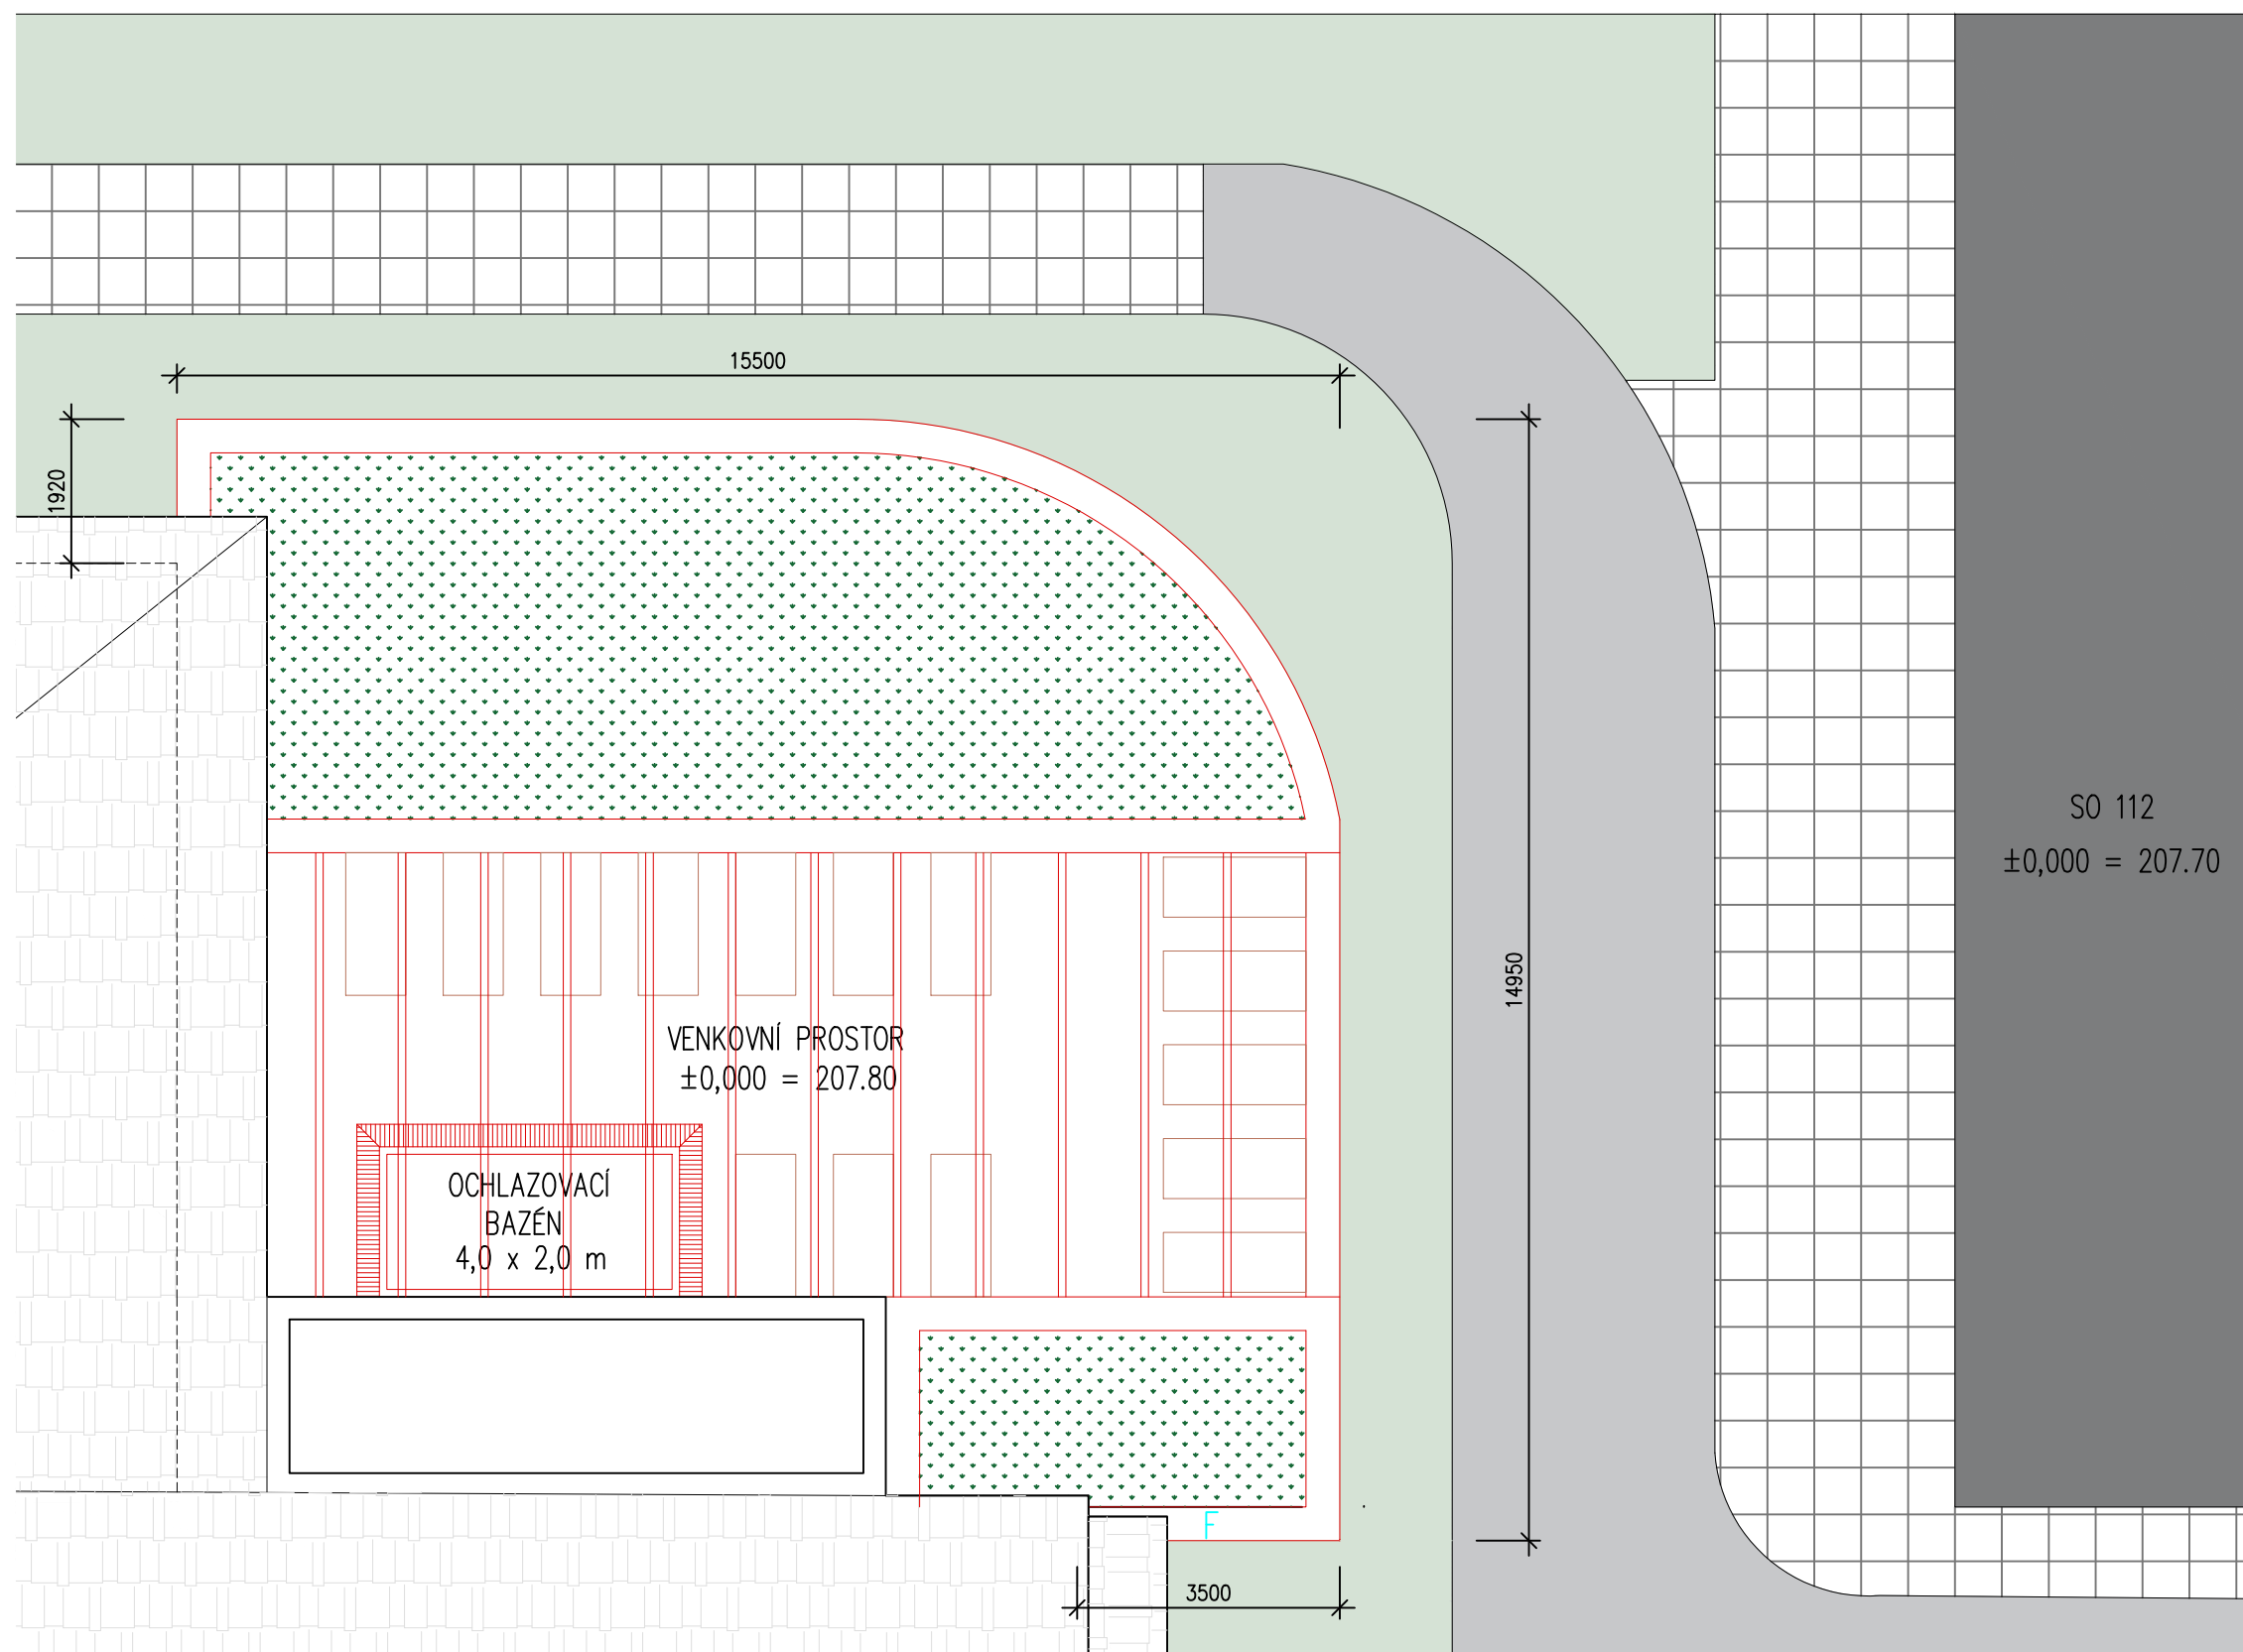 15500
1920
SO 112
±0,000 = 207.70
14950
VENKOVNÍ PROSTOR
±0,000 = 207.80
OCHLAZOVACÍ
BAZÉN
4,0 x 2,0 m
F
3500